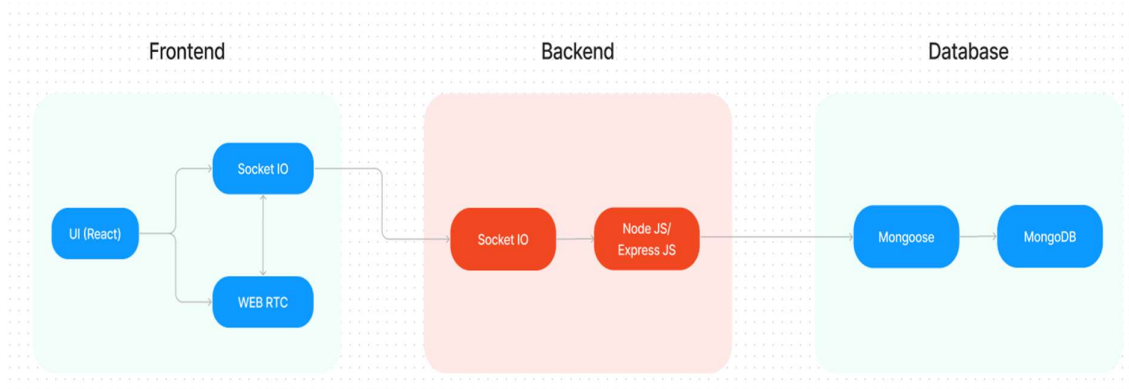 Frontend
Backend
Database
UI (React)
Socket IO
WEB RTC
Socket IO
Node JS/
Express JS
Mongoose
MongoDB